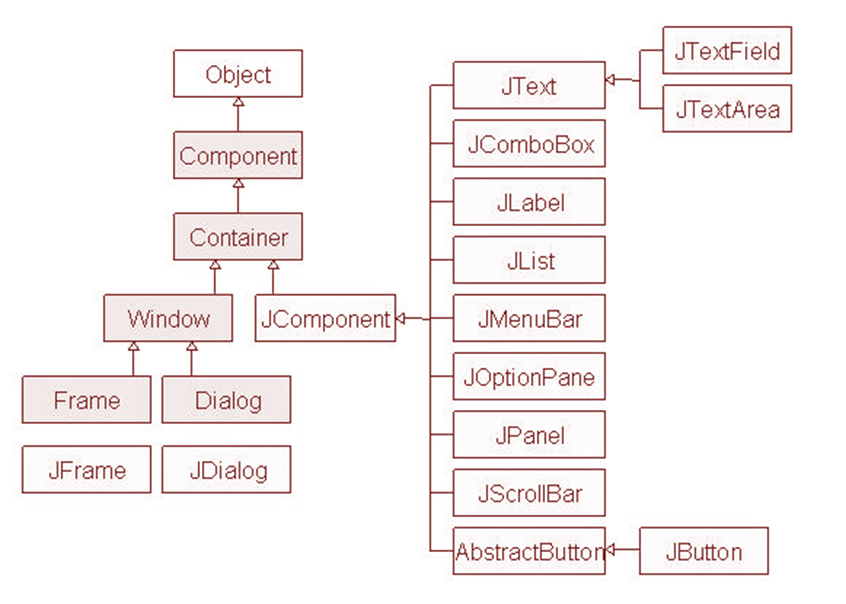 Object
Component
Container
Window
JComponent
Frame
Dialog
JFrame
JDialog
JText
JComboBox
JLabel
JList
JMenuBar
JOptionPane
JPanel
JScrollBar
AbstractButton
JTextField
JTextArea
JButton